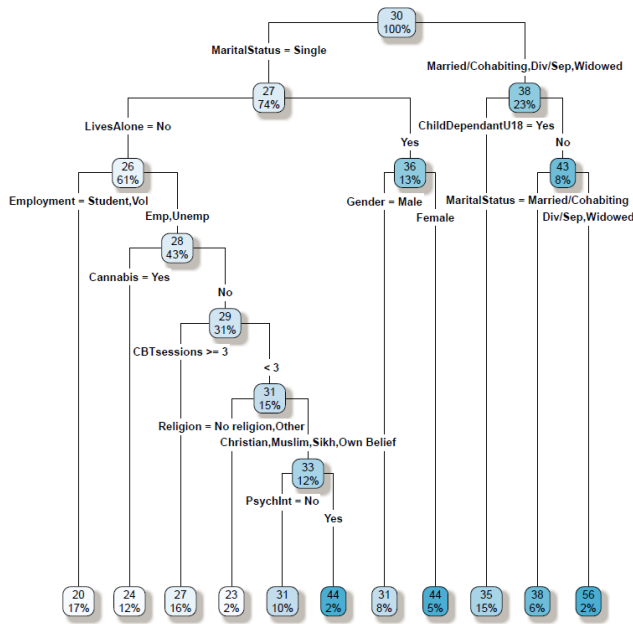 30
100%
MaritalStatus = Single
Married/Cohabiting,Div/Sep,Widowed
27
74%
38
23%
LivesAlone = No
Yes
ChildDependantU18 = Yes
No
26
61%
36
13%
43
8%
Employment = Student,Vol
Emp,Unemp
Gender = Male
Female
MaritalStatus = Married/Cohabiting
Div/Sep,Widowed
28
43%
Cannabis = Yes
No
29
31%
CBTsessions >= 3
< 3
31
15%
Religion = No religion,Other
Christian,Muslim,Sikh,Own Belief
33
12%
PsychInt = No
Yes
20 24 27 23 31 44 31 44 35 38 56
17% 12% 16% 2% 10% 2% 8% 5% 15% 6% 2%